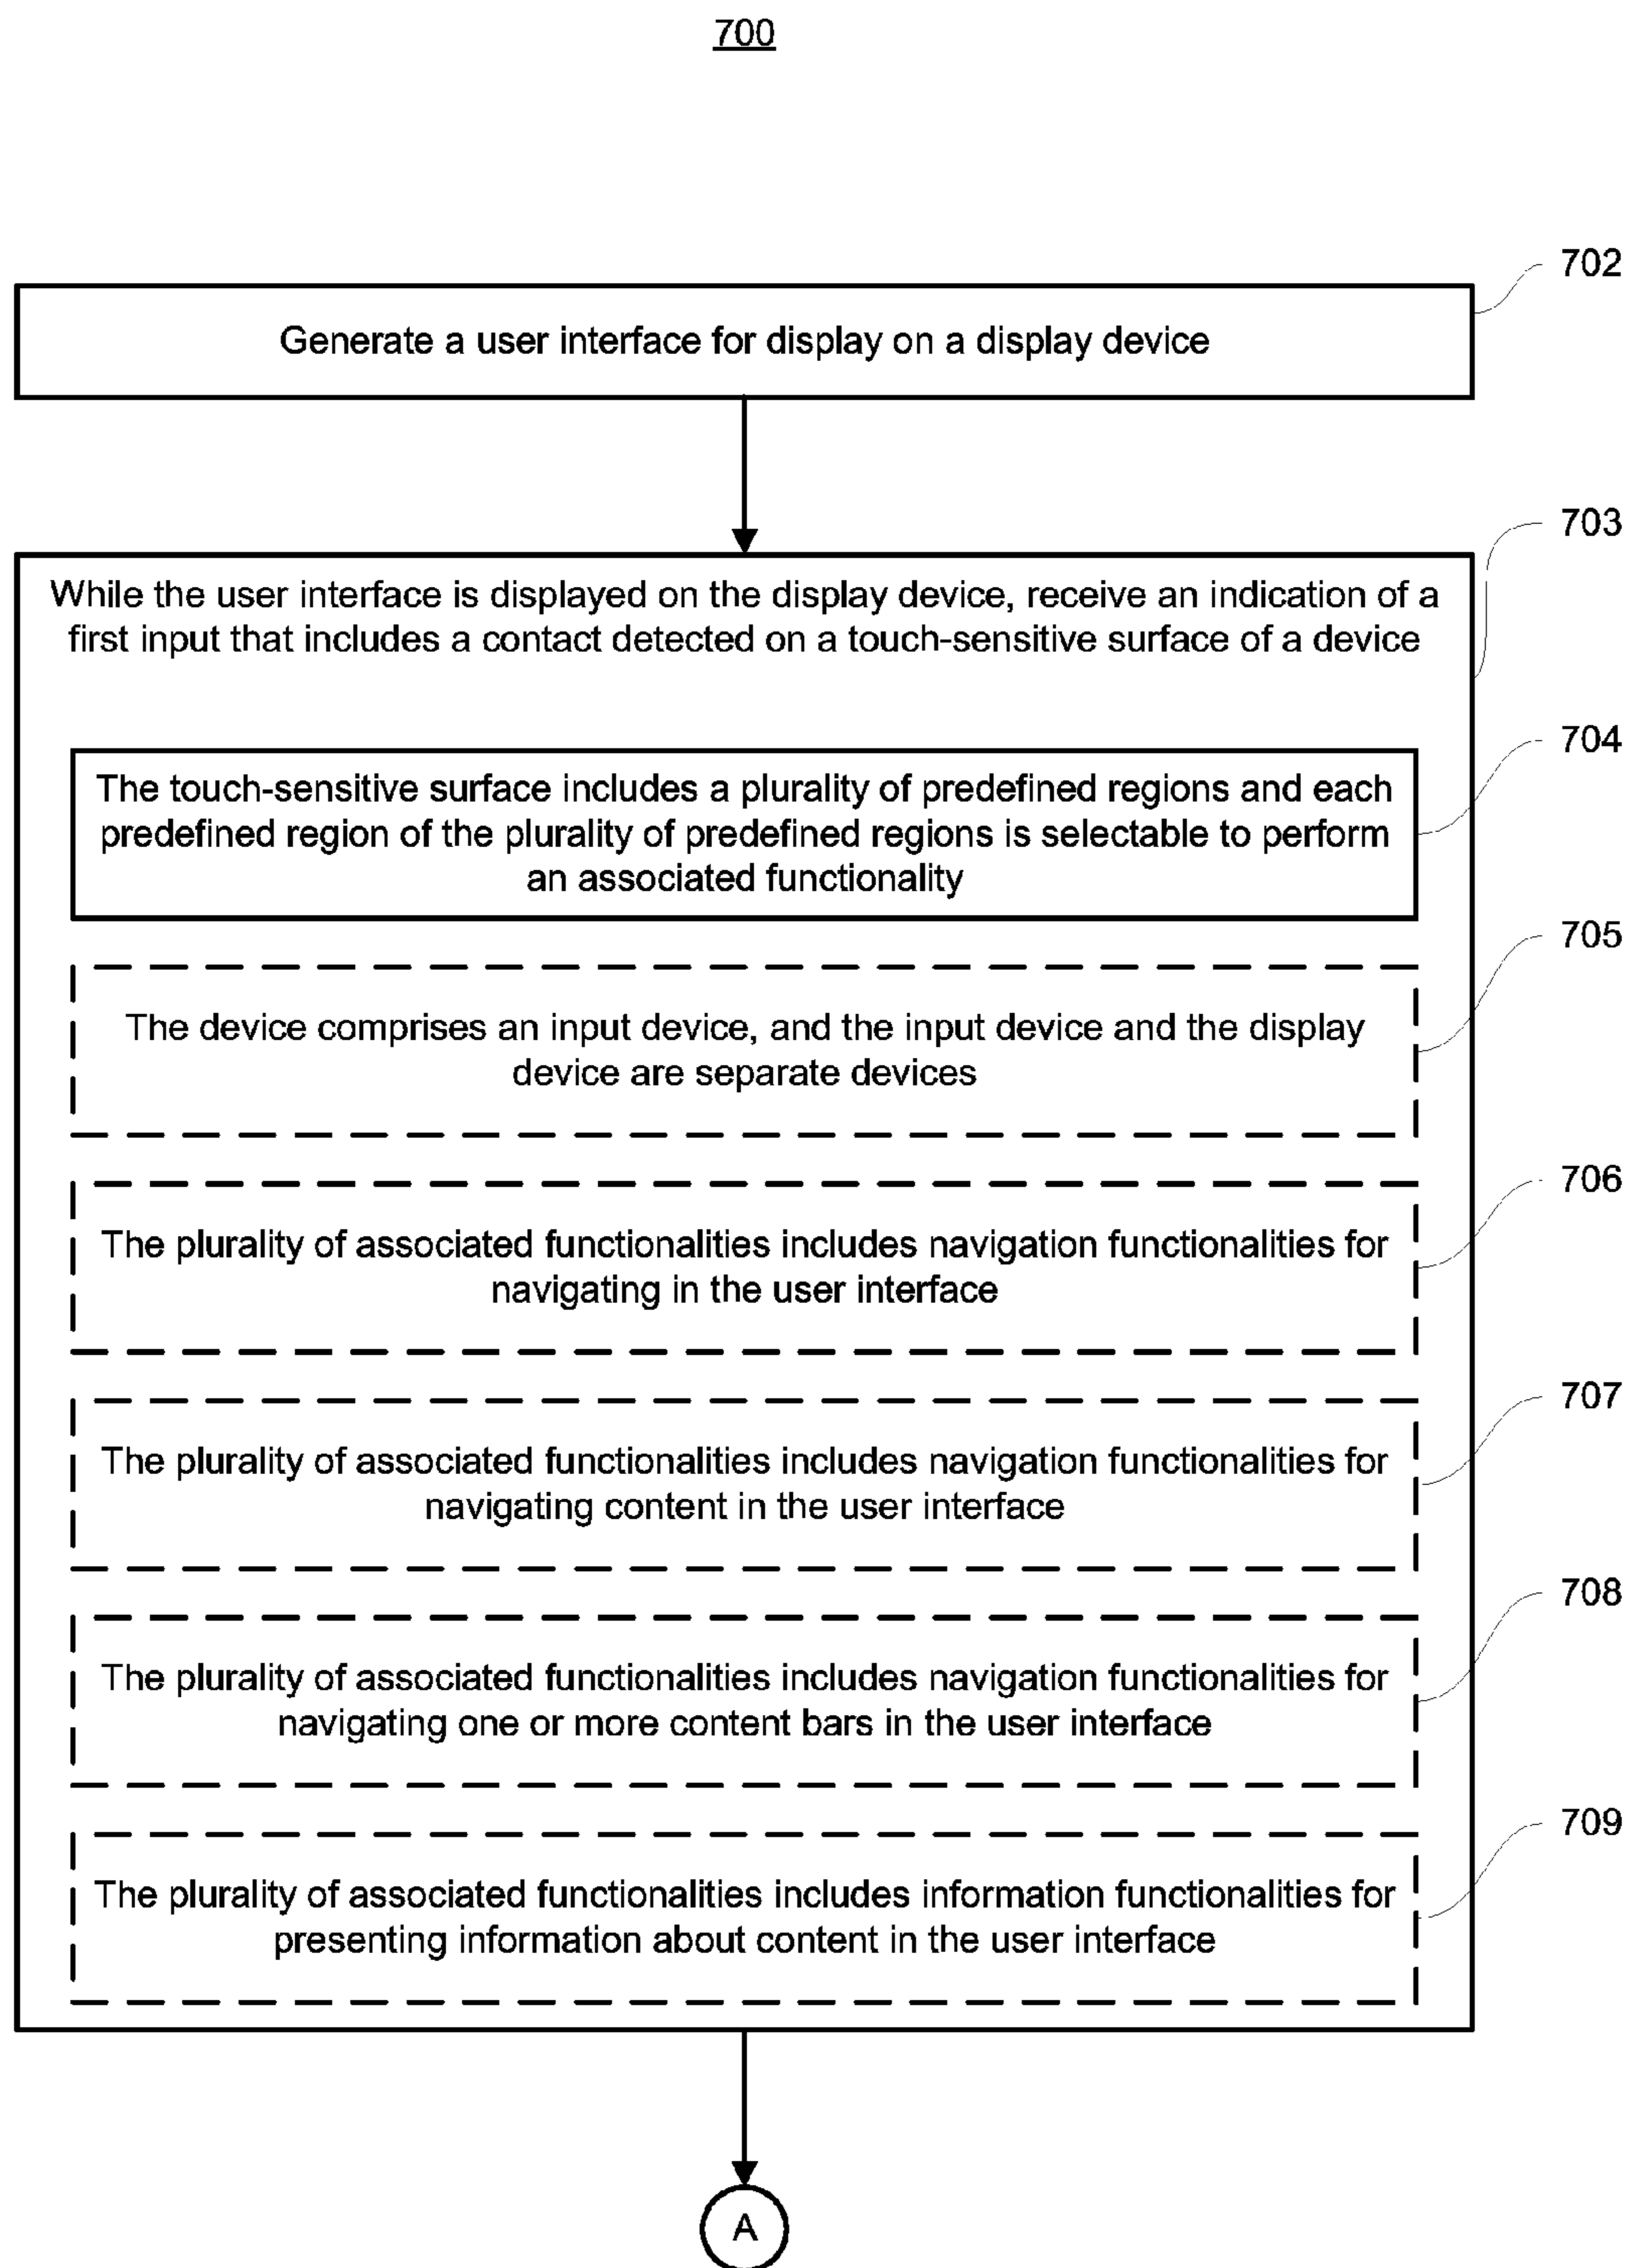 700
702
Generate a user interface for display on a display device
703
While the user interface is displayed on the display device, receive an indication of a
first input that includes a contact detected on a touch-sensitive surface of a device
704
The touch-sensitive surface includes a plurality of predefined regions and each
predefined region of the plurality of predefined regions is selectable to perform
an associated functionality
705
The device comprises an input device, and the input device and the display
device are separate devices
706
The plurality of associated functionalities includes navigation functionalities for
navigating in the user interface
707
The plurality of associated functionalities includes navigation functionalities for
navigating content in the user interface
708
The plurality of associated functionalities includes navigation functionalities for
navigating one or more content bars in the user interface
709
The plurality of associated functionalities includes information functionalities for
presenting information about content in the user interface
A